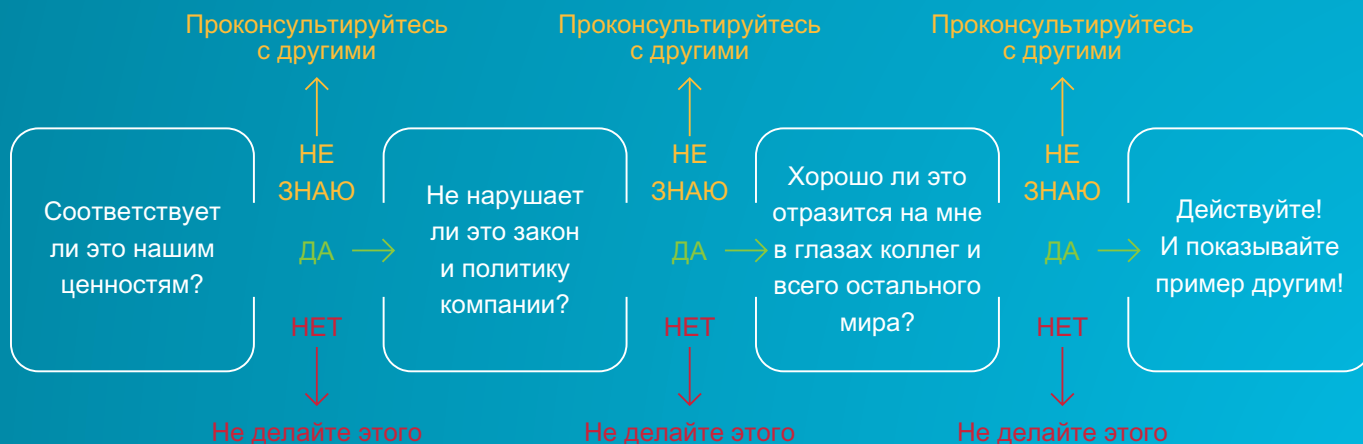 Проконсультируйтесь
с другими
Проконсультируйтесь
с другими
Проконсультируйтесь
с другими
Соответствует
ли это нашим
ценностям?
НЕ
ЗНАЮ
ДА
НЕТ
Не нарушает
ли это закон
и политику
компании?
НЕ
ЗНАЮ
ДА
НЕТ
Хорошо ли это
отразится на мне
в глазах коллег и
всего остального
мира?
НЕ
ЗНАЮ
ДА
НЕТ
Действуйте!
И показывайте
пример другим!
Не делайте этого
Не делайте этого
Не делайте этого